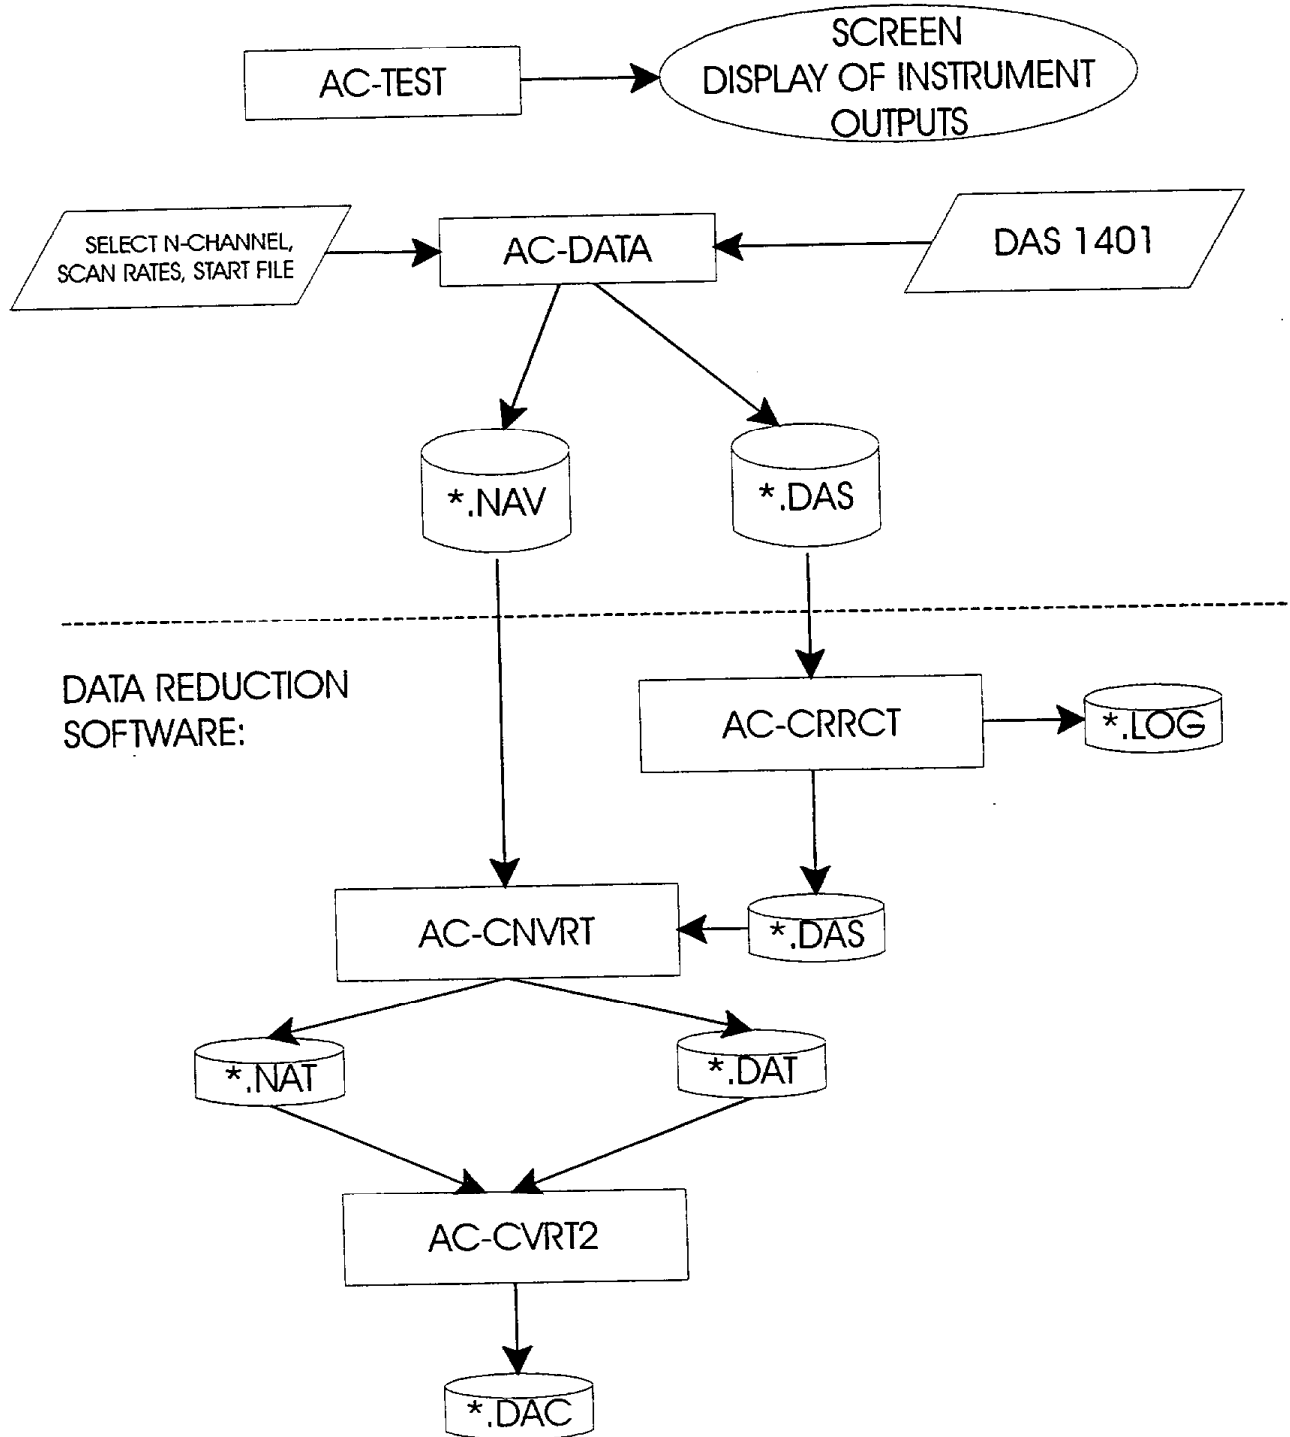 AC-TEST
SCREEN
DISPLAY OF INSTRUMENT
OUTPUTS
SELECT N-CHANNEL,
SCAN RATES, START FILE
AC-DATA
DAS 1401
*.NAV
*.DAS
DATA REDUCTION
SOFTWARE:
AC-CRRCT
*.LOG
AC-CNVRT
*.DAS
*.NAT
*.DAT
AC-CVRT2
*.DAC